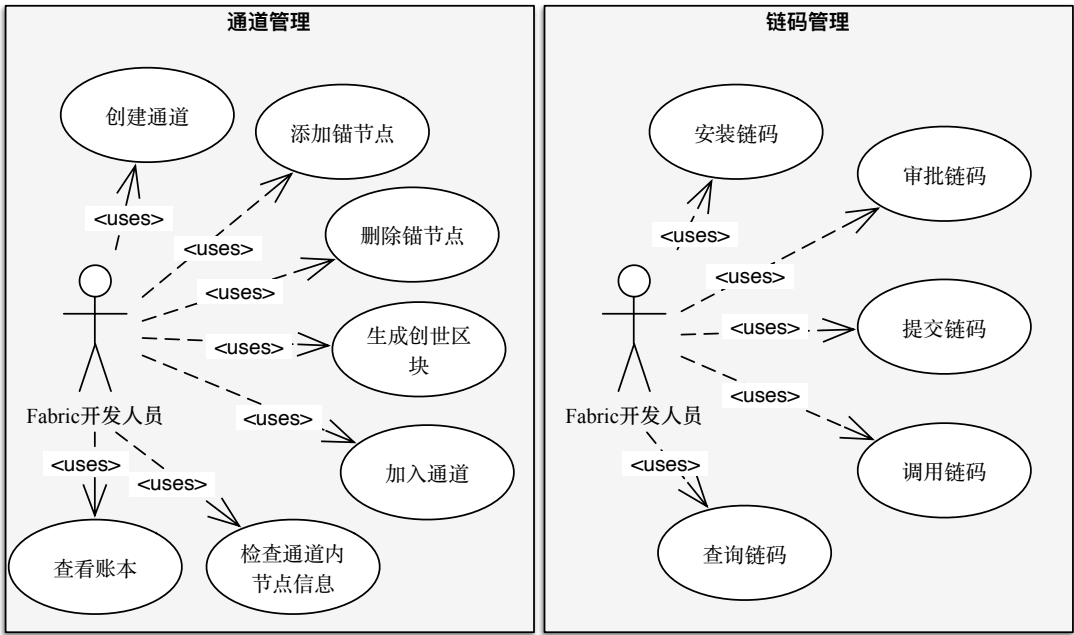 通道管理
创建通道
添加锚节点
<uses>
<uses>
删除锚节点
<uses>
生成创世区
块
<uses>
Fabric开发人员
<uses>
加入通道
<uses>
<uses>
查看账本
检查通道内
节点信息
链码管理
安装链码
审批链码
<uses>
<uses>
提交链码
<uses>
<uses>
Fabric开发人员
调用链码
<uses>
查询链码